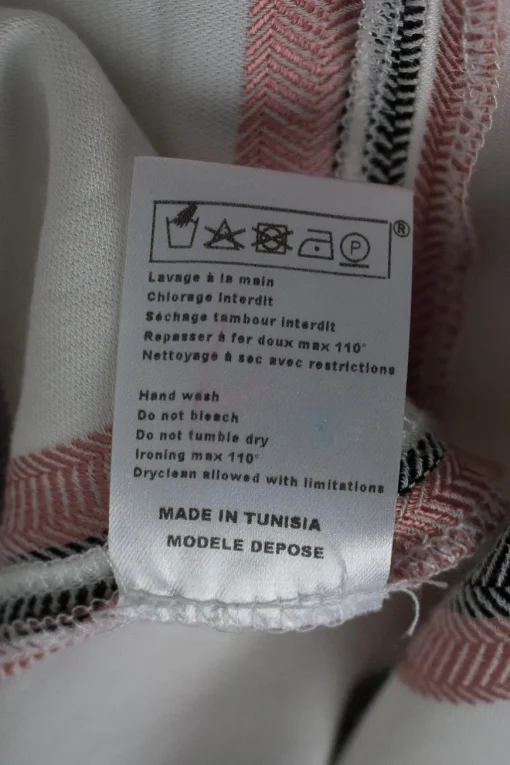 P
®
Lavage à la main
Chlorage interdit
Séchage tambour interdit
Repasser à fer doux max 110°
Nettoyage à sec avec restrictions
Hand wash
Do not bleach
Do not tumble dry
Ironing max 110°
Dryclean allowed with limitations
MADE IN TUNISIA
MODELE DEPOSE